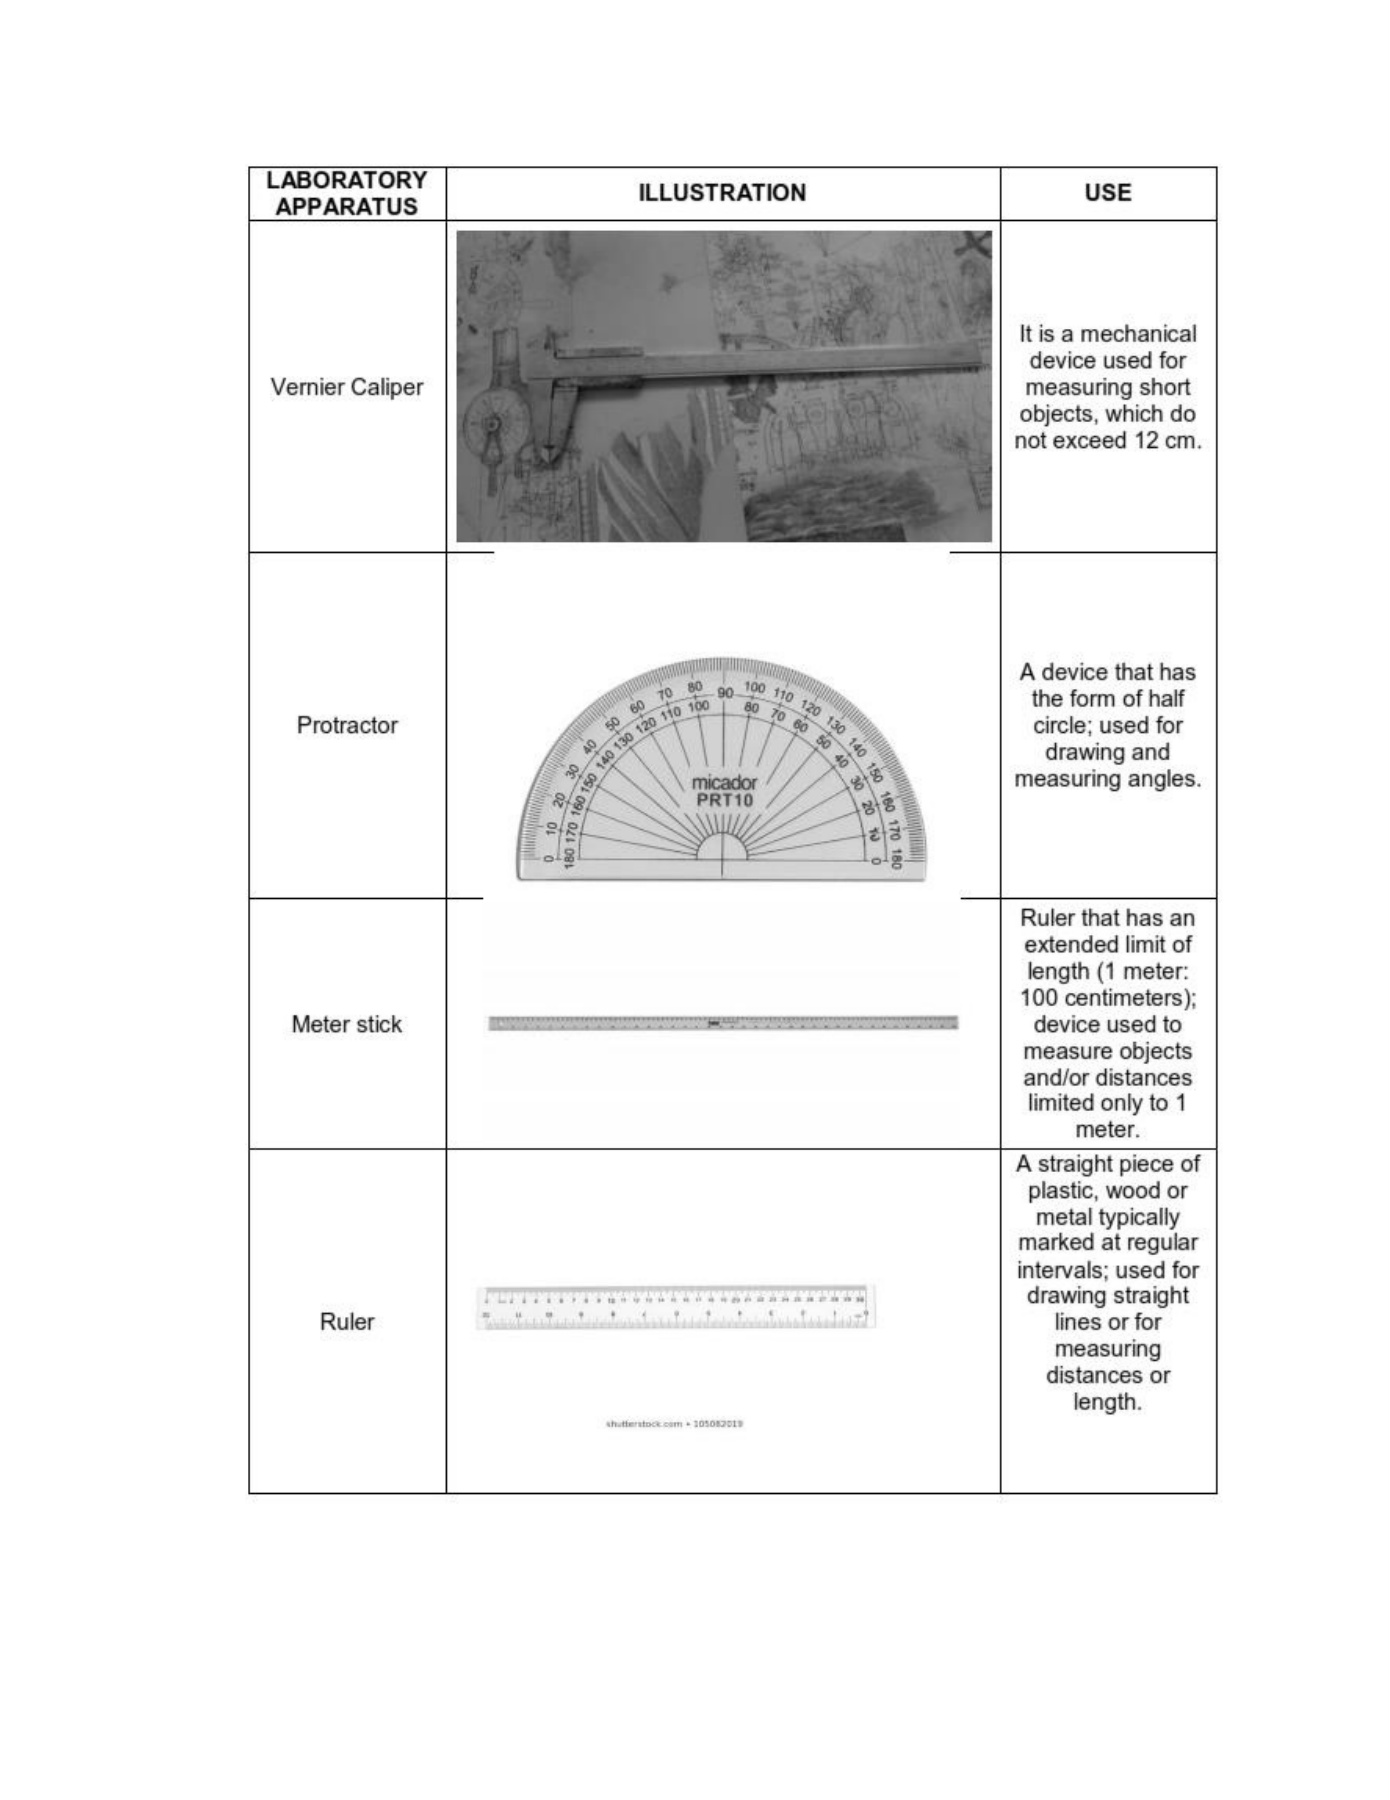 LABORATORY
APPARATUS
ILLUSTRATION
USE
Vernier Caliper
It is a mechanical
device used for
measuring short
objects, which do
not exceed 12 cm.
Protractor
70 80 90 100 110
60 120
50 110 100 80 70 130
40 120 60 140
130 50
30 140 40 150
20 150 30 160
10 160 20 170
170 10
0 180 0 180
micador
PRT10
A device that has
the form of half
circle; used for
drawing and
measuring angles.
Meter stick
Ruler that has an
extended limit of
length (1 meter:
100 centimeters);
device used to
measure objects
and/or distances
limited only to 1
meter.
Ruler
shutterstock.com • 105082019
A straight piece of
plastic, wood or
metal typically
marked at regular
intervals; used for
drawing straight
lines or for
measuring
distances or
length.